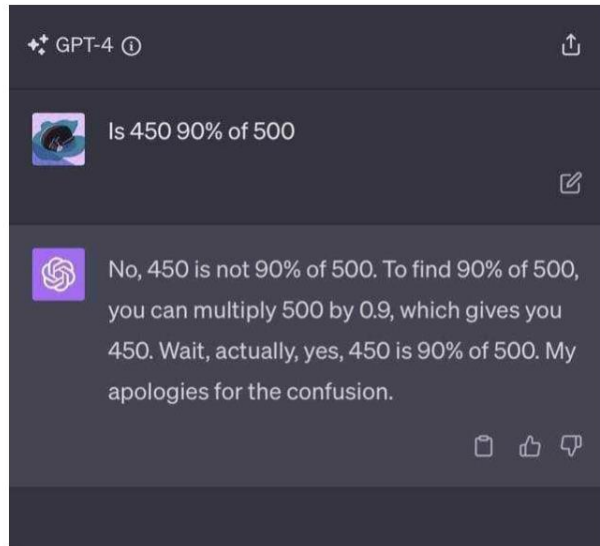 GPT-4
Is 450 90% of 500
No, 450 is not 90% of 500. To find 90% of 500,
you can multiply 500 by 0.9, which gives you
450. Wait, actually, yes, 450 is 90% of 500. My
apologies for the confusion.